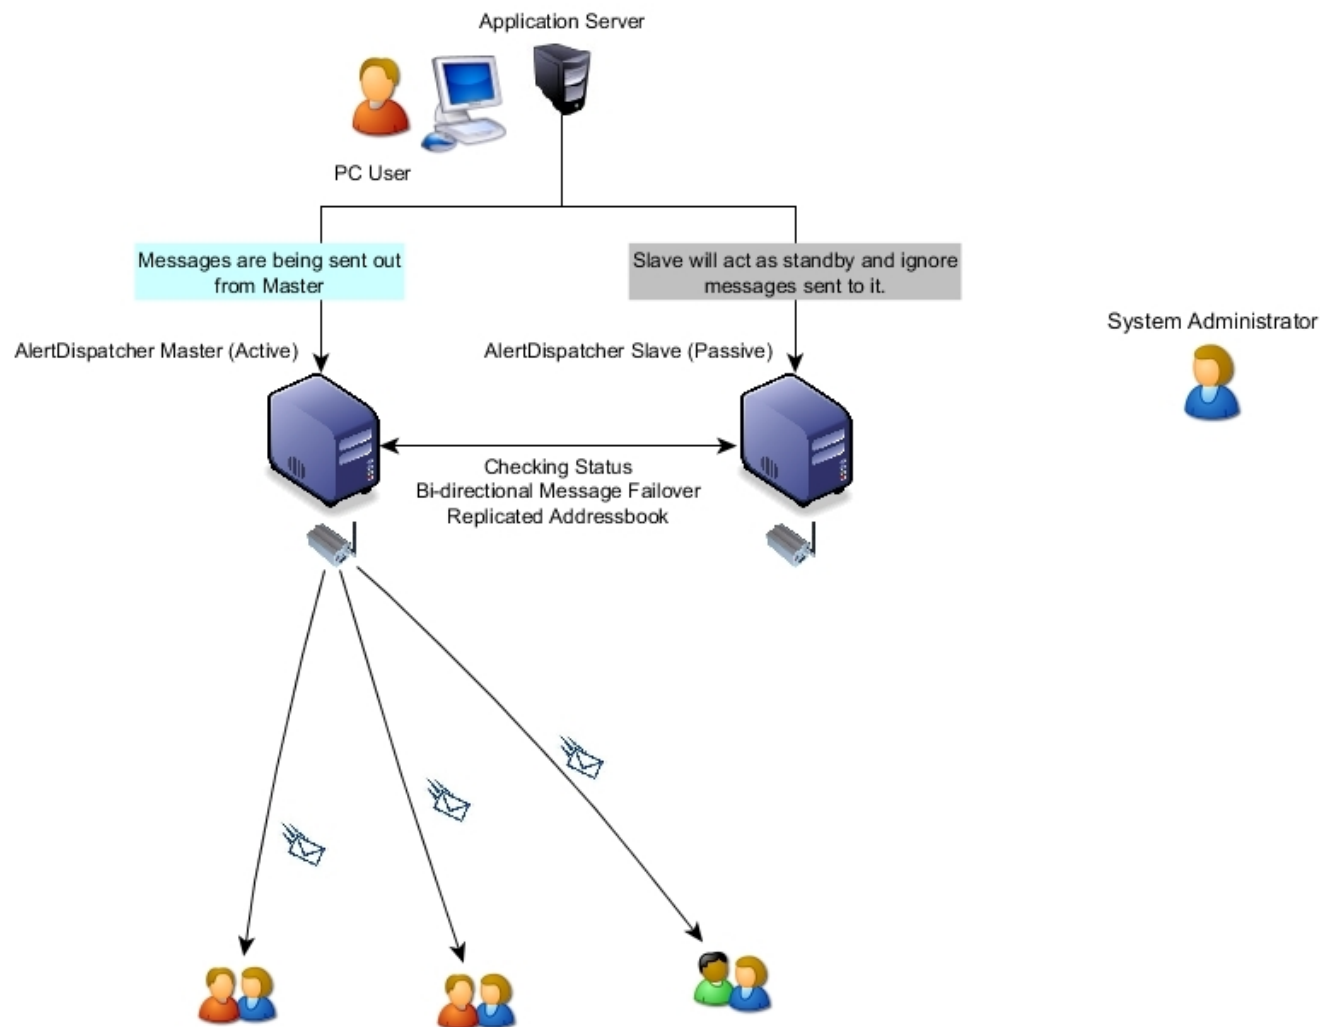 Application Server
PC User
Messages are being sent out
from Master
Slave will act as standby and ignore
messages sent to it.
System Administrator
AlertDispatcher Master (Active)
AlertDispatcher Slave (Passive)
Checking Status
Bi-directional Message Failover
Replicated Addressbook